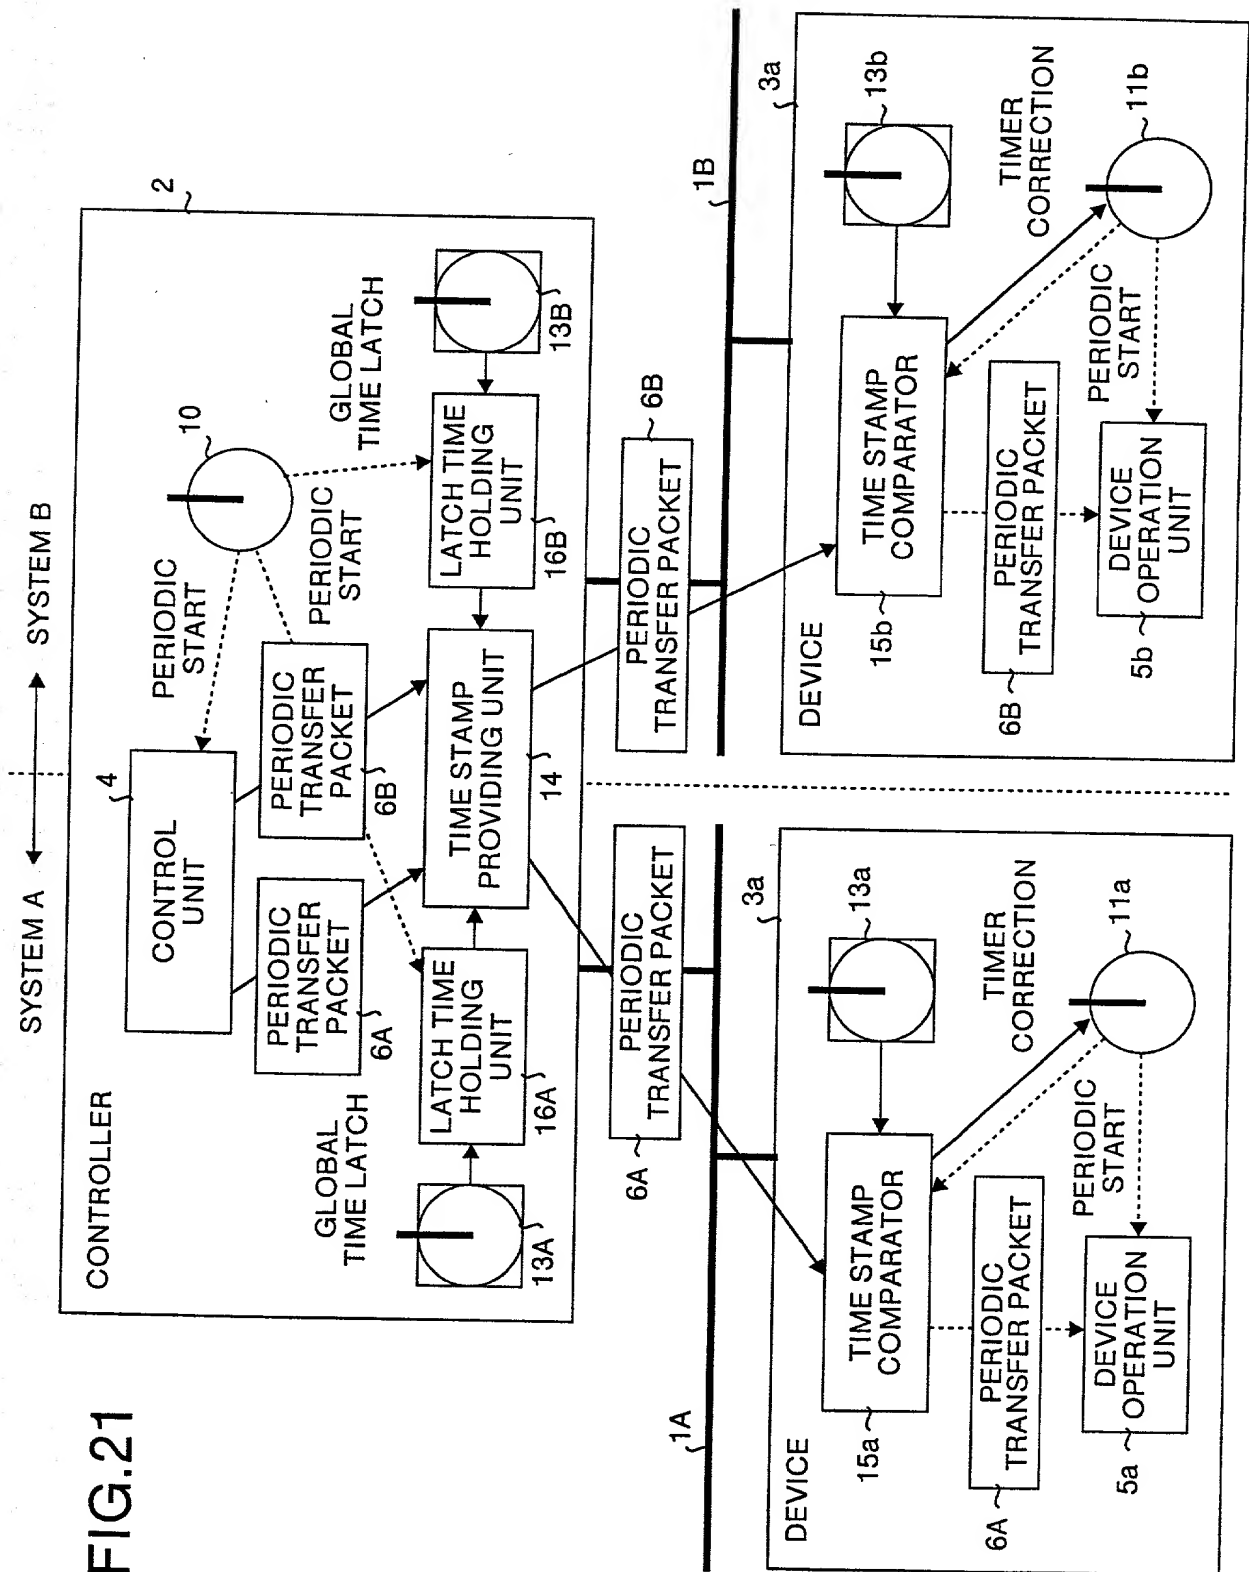 FIG.21
SYSTEM A
SYSTEM B
CONTROLLER
2
4
CONTROL
UNIT
PERIODIC
START
10
PERIODIC
TRANSFER
PACKET
6A
PERIODIC
TRANSFER
PACKET
6B
PERIODIC
START
GLOBAL
TIME LATCH
GLOBAL
TIME LATCH
13A
LATCH TIME
HOLDING
UNIT
16A
TIME STAMP
PROVIDING UNIT
14
LATCH TIME
HOLDING
UNIT
16B
13B
6A
PERIODIC
TRANSFER PACKET
PERIODIC
TRANSFER PACKET
6B
1A
1B
DEVICE
3a
TIME STAMP
COMPARATOR
15a
13a
TIMER
CORRECTION
PERIODIC
TRANSFER PACKET
6A
PERIODIC
START
11a
DEVICE
OPERATION
UNIT
5a
DEVICE
3a
TIME STAMP
COMPARATOR
15b
13b
TIMER
CORRECTION
PERIODIC
TRANSFER PACKET
6B
PERIODIC
START
11b
DEVICE
OPERATION
UNIT
5b